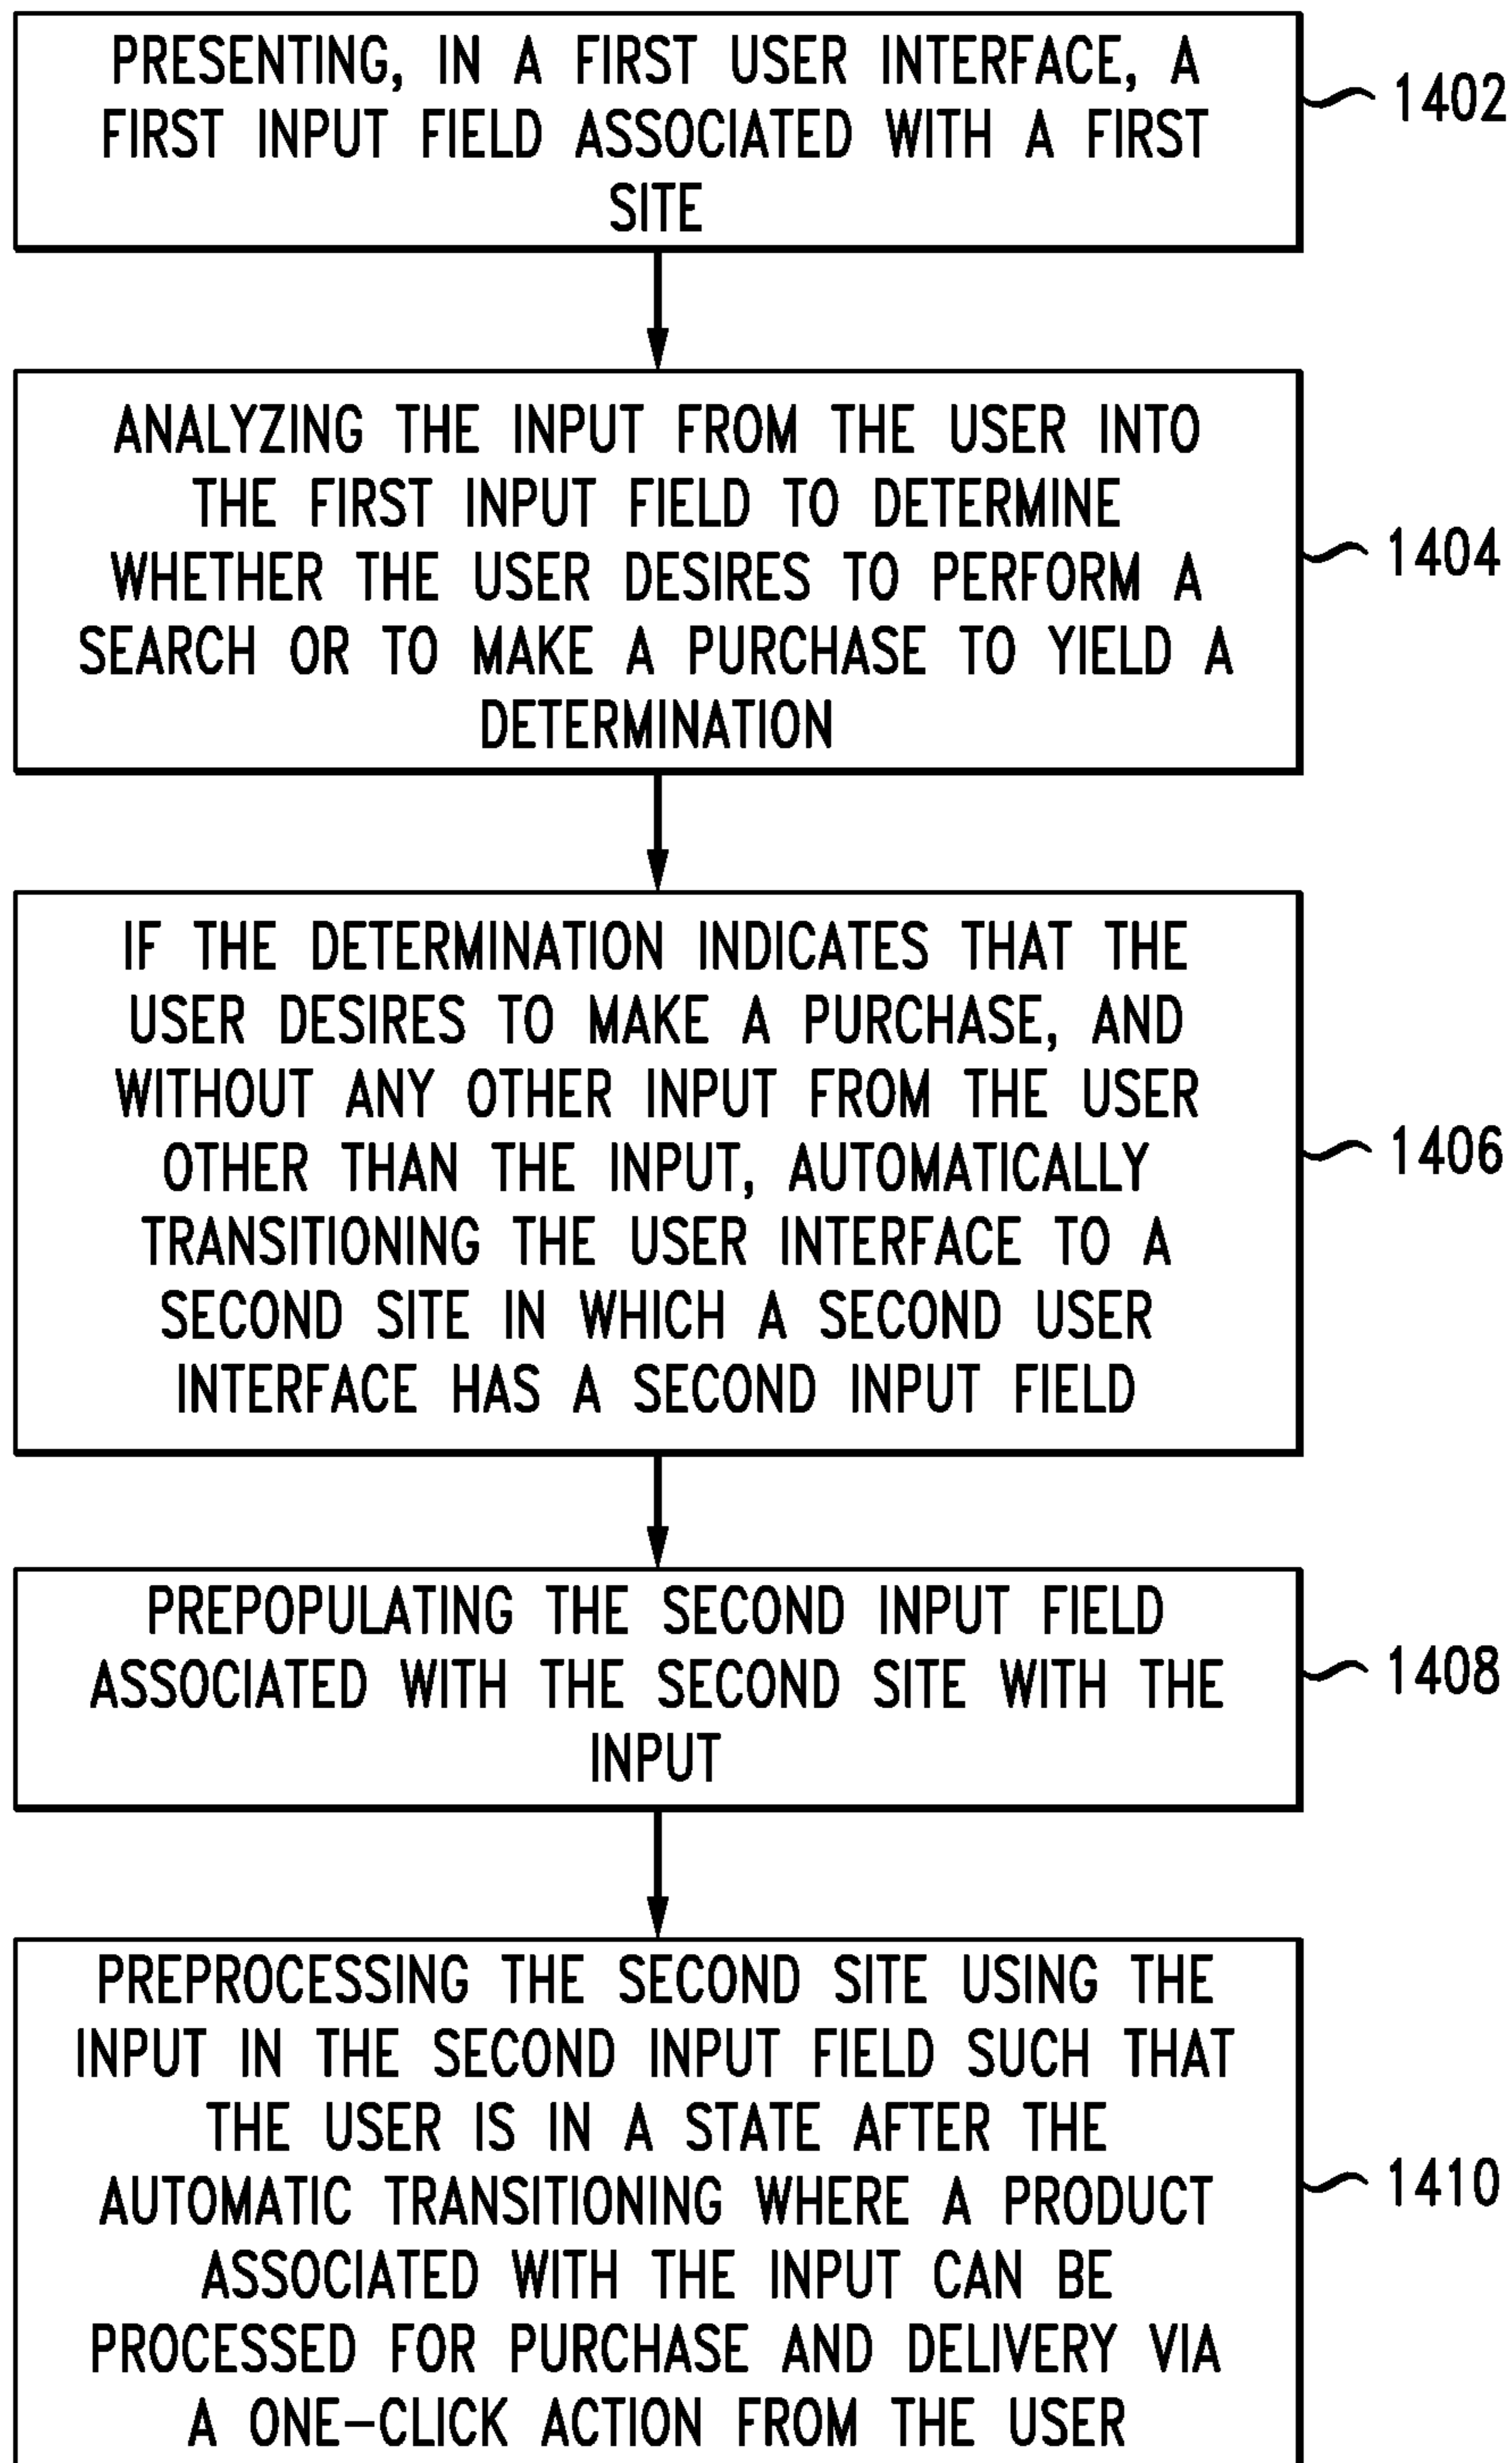 PRESENTING, IN A FIRST USER INTERFACE, A
FIRST INPUT FIELD ASSOCIATED WITH A FIRST
SITE
1402
ANALYZING THE INPUT FROM THE USER INTO
THE FIRST INPUT FIELD TO DETERMINE
WHETHER THE USER DESIRES TO PERFORM A
SEARCH OR TO MAKE A PURCHASE TO YIELD A
DETERMINATION
1404
IF THE DETERMINATION INDICATES THAT THE
USER DESIRES TO MAKE A PURCHASE, AND
WITHOUT ANY OTHER INPUT FROM THE USER
OTHER THAN THE INPUT, AUTOMATICALLY
TRANSITIONING THE USER INTERFACE TO A
SECOND SITE IN WHICH A SECOND USER
INTERFACE HAS A SECOND INPUT FIELD
1406
PREPOPULATING THE SECOND INPUT FIELD
ASSOCIATED WITH THE SECOND SITE WITH THE
INPUT
1408
PREPROCESSING THE SECOND SITE USING THE
INPUT IN THE SECOND INPUT FIELD SUCH THAT
THE USER IS IN A STATE AFTER THE
AUTOMATIC TRANSITIONING WHERE A PRODUCT
ASSOCIATED WITH THE INPUT CAN BE
PROCESSED FOR PURCHASE AND DELIVERY VIA
A ONE-CLICK ACTION FROM THE USER
1410